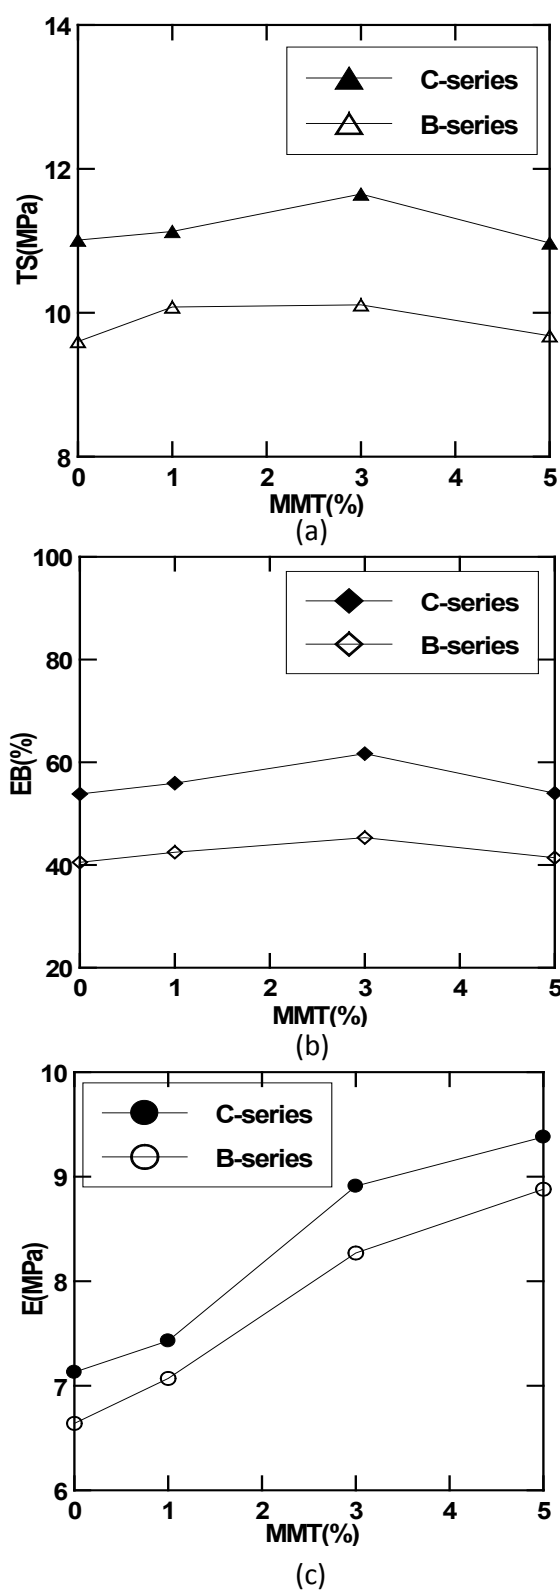 14
C-series
B-series
12
TS(MPa)
10
8
0 1 2 3 4 5
MMT(%)
(a)
100
C-series
B-series
80
EB(%)
60
40
20
0 1 2 3 4 5
MMT(%)
(b)
10
C-series
B-series
9
E(MPa)
8
7
6
0 1 2 3 4 5
MMT(%)
(c)